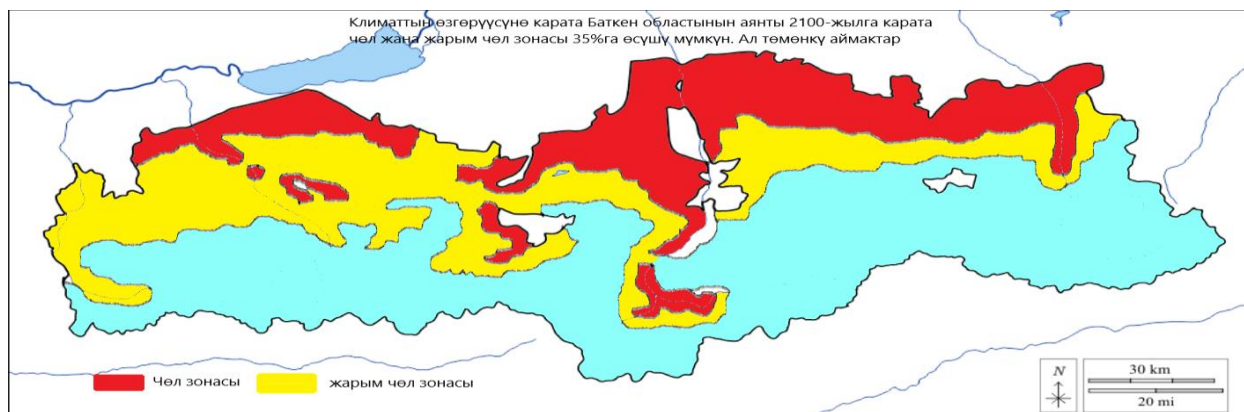 Климаттын өзгөрүүсүнө карата Баткен областынын аянты 2100-жылга карата
чөл жана жарым чөл зонасы 35%га өсүшү мүмкүн. Ал төмөнкү аймактар
Чөл зонасы
жарым чөл зонасы
N
30 km
20 mi